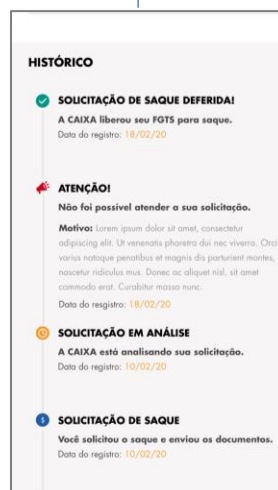 HISTÓRICO
SOLICITAÇÃO DE SAQUE DEFERIDA!
A CAIXA liberou seu FGTS para saque.
Data do registro: 18/02/20
ATENÇÃO!
Não foi possível atender a sua solicitação.
Motivo: Lorem ipsum dolor sit amet, consectetur
adipiscing elit. Ut venenatis pharetra dui nec viverra. Orci
varius natoque penatibus et magnis dis parturient montes,
nascetur ridiculus mus. Donec ac aliquet nisl, sit amet
commodo erat. Curabitur massa nunc.
Data do resgistro: 18/02/20
SOLICITAÇÃO EM ANÁLISE
A CAIXA está analisando sua solicitação.
Data do registro: 10/02/20
$ SOLICITAÇÃO DE SAQUE
Você solicitou o saque e enviou os documentos.
Data do registro: 10/02/20